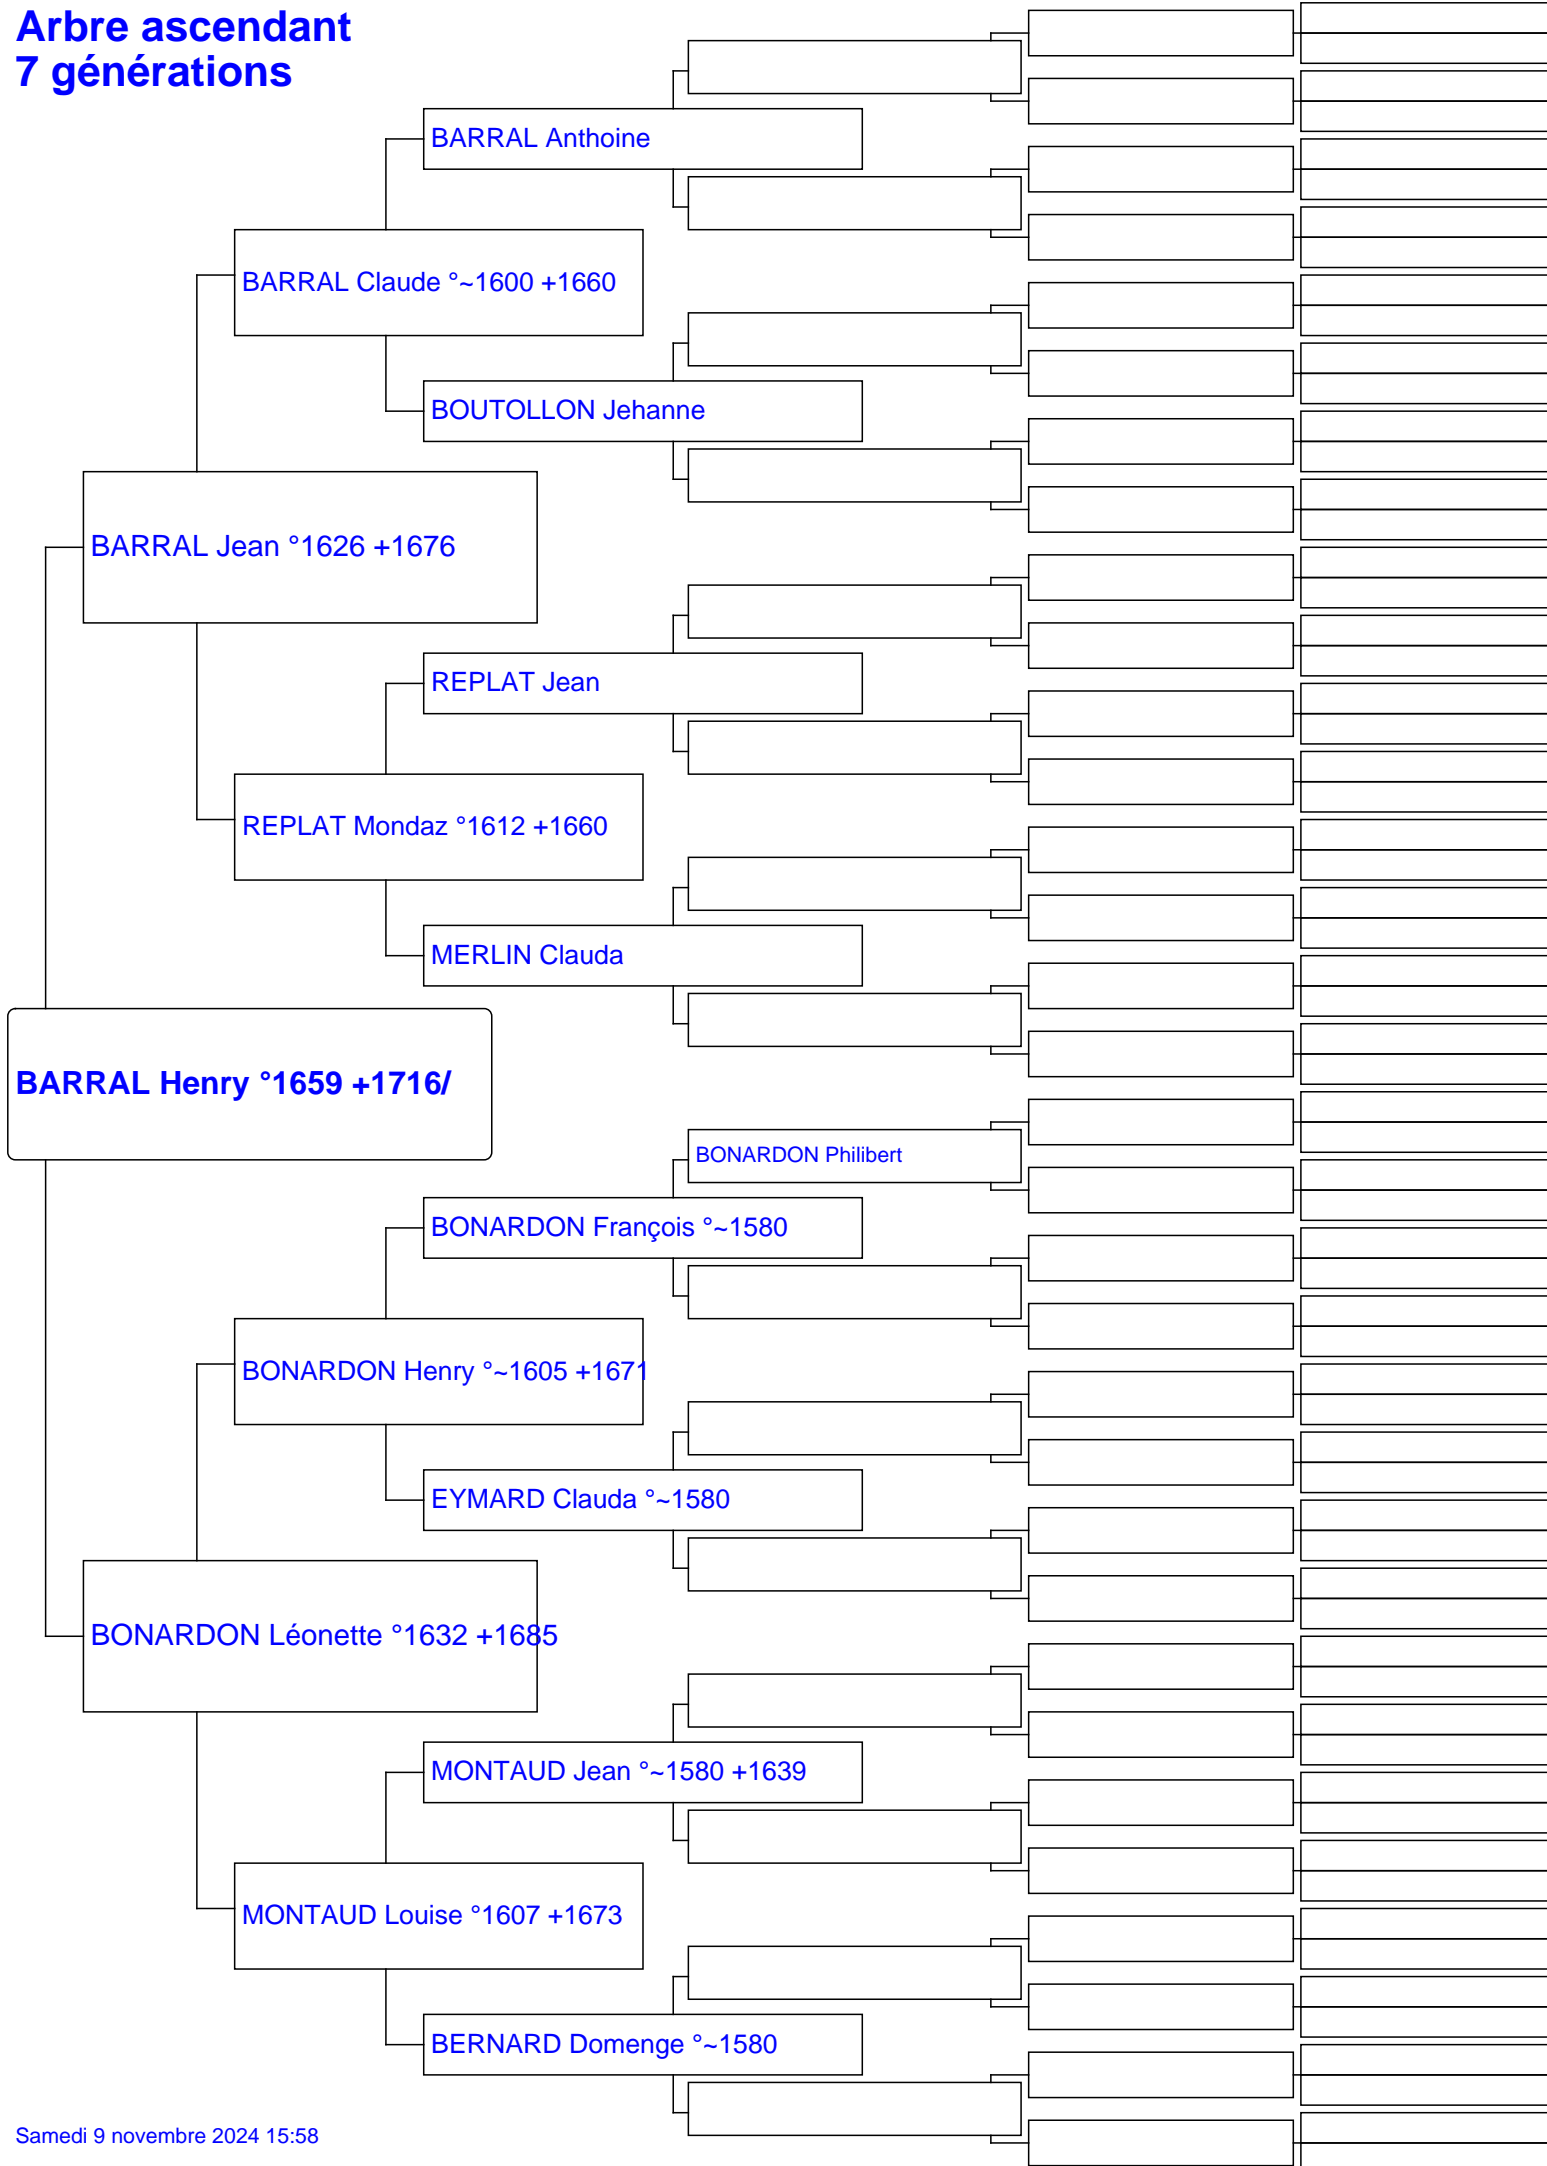 Arbre ascendant
7 générations
BARRAL Anthoine
BARRAL Claude °~1600 +1660
BOUTOLLON Jehanne
BARRAL Jean °1626 +1676
REPLAT Jean
REPLAT Mondaz °1612 +1660
MERLIN Clauda
BARRAL Henry °1659 +1716/
BONARDON Philibert
BONARDON François °~1580
BONARDON Henry °~1605 +1671
EYMARD Clauda °~1580
BONARDON Léonette °1632 +1685
MONTAUD Jean °~1580 +1639
MONTAUD Louise °1607 +1673
BERNARD Domenge °~1580
Samedi 9 novembre 2024 15:58